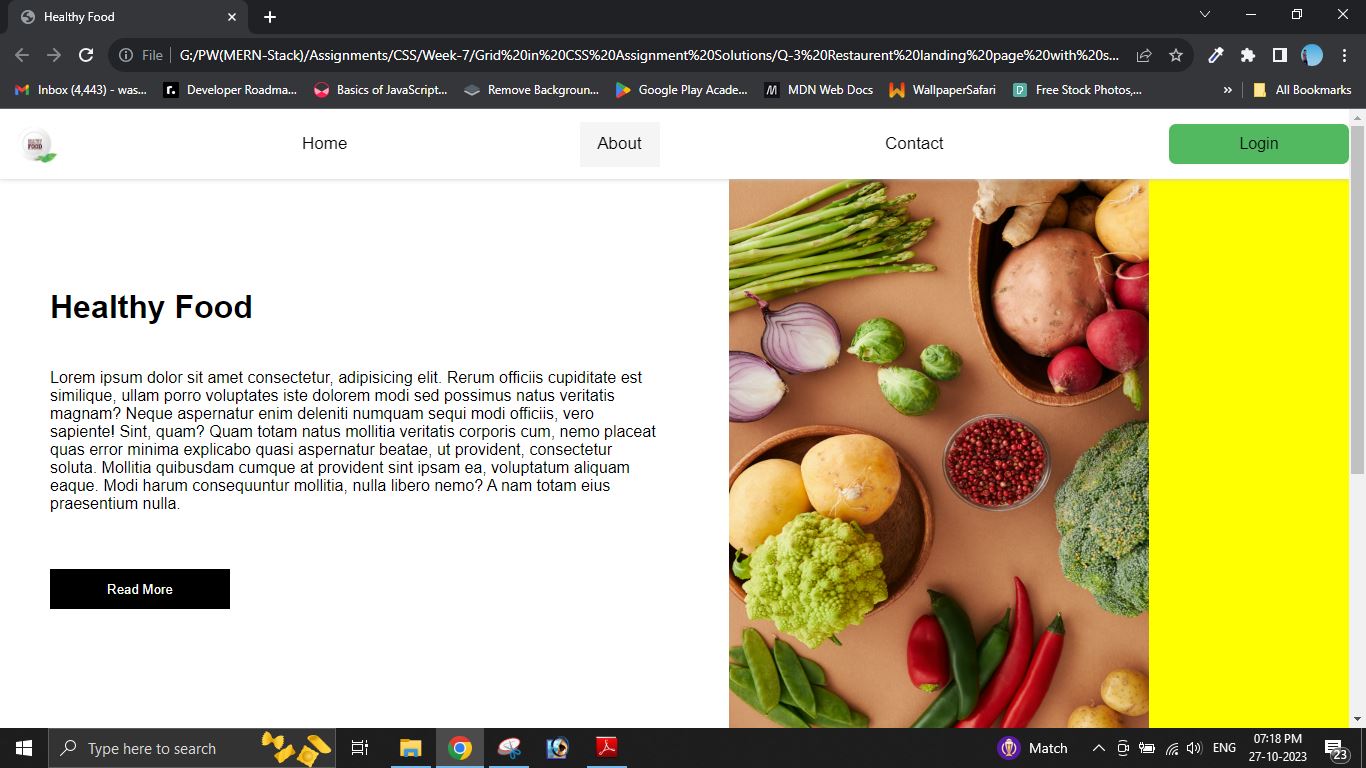 Healthy Food
File
G:/PW(MERN-Stack)/Assignments/CSS/Week-7/Grid%20in%20CSS%20Assignment%20Solutions/Q-3%20Restaurent%20landing%20page%20with%20s...
Inbox (4,443) - was...
Developer Roadma...
Basics of JavaScript...
Remove Backgroun...
Google Play Acade...
MDN Web Docs
WallpaperSafari
Free Stock Photos,...
»
All Bookmarks
HEALTHY
FOOD
Home
About
Contact
Login
Healthy Food
Lorem ipsum dolor sit amet consectetur, adipisicing elit. Rerum officiis cupiditate est
similique, ullam porro voluptates iste dolorem modi sed possimus natus veritatis
magnam? Neque aspernatur enim deleniti numquam sequi modi officiis, vero
sapiente! Sint, quam? Quam totam natus mollitia veritatis corporis cum, nemo placeat
quas error minima explicabo quasi aspernatur beatae, ut provident, consectetur
soluta. Mollitia quibusdam cumque at provident sint ipsam ea, voluptatum aliquam
eaque. Modi harum consequuntur mollitia, nulla libero nemo? A nam totam eius
praesentium nulla.
Read More
Type here to search
Match
ENG
07:18 PM
27-10-2023
23